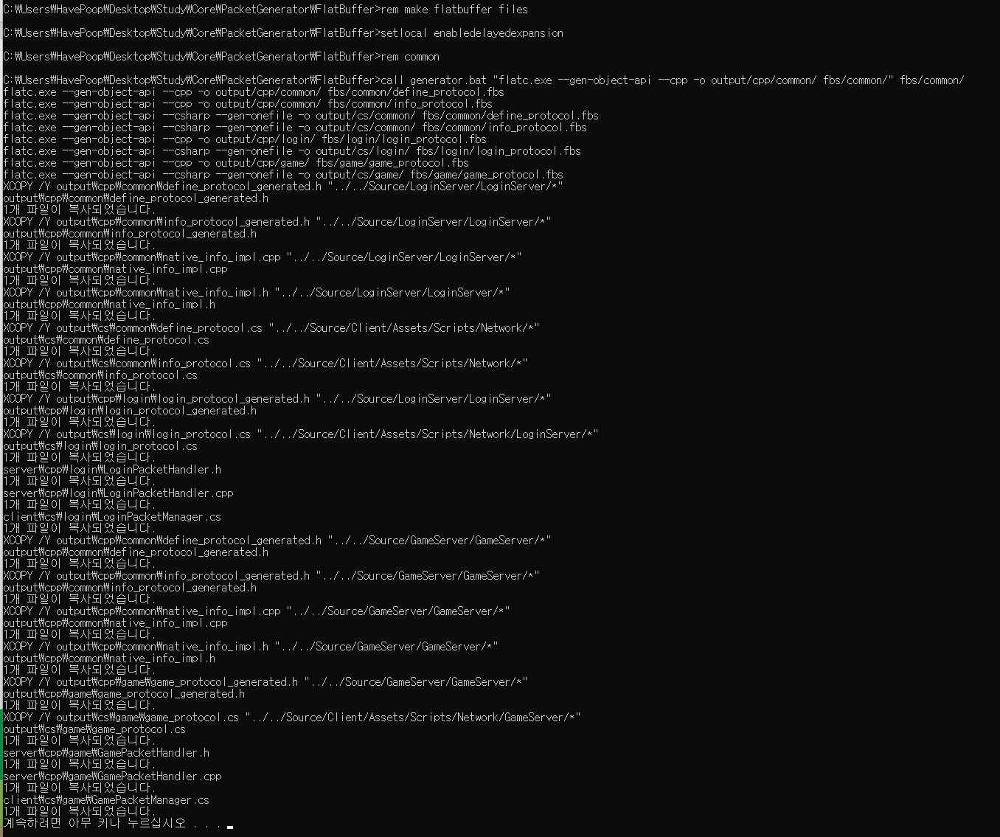 C:₩Users₩HavePoop₩Desktop₩Study₩Core₩PacketGenerator₩FlatBuffer>rem make flatbuffer files
C:₩Users₩HavePoop₩Desktop₩Study₩Core₩PacketGenerator₩FlatBuffer>setlocal enabledelayedexpansion
C:₩Users₩HavePoop₩Desktop₩Study₩Core₩PacketGenerator₩FlatBuffer>rem common
C:₩Users₩HavePoop₩Desktop₩Study₩Core₩PacketGenerator₩FlatBuffer>call generator.bat "flatc.exe --gen-object-api --cpp -o output/cpp/common/ fbs/common/" fbs/common/
flatc.exe --gen-object-api --cpp -o output/cpp/common/ fbs/common/define_protocol.fbs
flatc.exe --gen-object-api --cpp -o output/cpp/common/ fbs/common/info_protocol.fbs
flatc.exe --gen-object-api --csharp --gen-onefile -o output/cs/common/ fbs/common/define_protocol.fbs
flatc.exe --gen-object-api --csharp --gen-onefile -o output/cs/common/ fbs/common/info_protocol.fbs
flatc.exe --gen-object-api --cpp -o output/cpp/login/ fbs/login/login_protocol.fbs
flatc.exe --gen-object-api --csharp --gen-onefile -o output/cs/login/ fbs/login/login_protocol.fbs
flatc.exe --gen-object-api --cpp -o output/cpp/game/ fbs/game/game_protocol.fbs
flatc.exe --gen-object-api --csharp --gen-onefile -o output/cs/game/ fbs/game/game_protocol.fbs
XCOPY /Y output₩cpp₩common₩define_protocol_generated.h "../../Source/LoginServer/LoginServer/*"
output₩cpp₩common₩define_protocol_generated.h
1개 파일이 복사되었습니다.
XCOPY /Y output₩cpp₩common₩info_protocol_generated.h "../../Source/LoginServer/LoginServer/*"
output₩cpp₩common₩info_protocol_generated.h
1개 파일이 복사되었습니다.
XCOPY /Y output₩cpp₩common₩native_info_impl.cpp "../../Source/LoginServer/LoginServer/*"
output₩cpp₩common₩native_info_impl.cpp
1개 파일이 복사되었습니다.
XCOPY /Y output₩cpp₩common₩native_info_impl.h "../../Source/LoginServer/LoginServer/*"
output₩cpp₩common₩native_info_impl.h
1개 파일이 복사되었습니다.
XCOPY /Y output₩cs₩common₩define_protocol.cs "../../Source/Client/Assets/Scripts/Network/*"
output₩cs₩common₩define_protocol.cs
1개 파일이 복사되었습니다.
XCOPY /Y output₩cs₩common₩info_protocol.cs "../../Source/Client/Assets/Scripts/Network/*"
output₩cs₩common₩info_protocol.cs
1개 파일이 복사되었습니다.
XCOPY /Y output₩cpp₩login₩login_protocol_generated.h "../../Source/LoginServer/LoginServer/*"
output₩cpp₩login₩login_protocol_generated.h
1개 파일이 복사되었습니다.
XCOPY /Y output₩cs₩login₩login_protocol.cs "../../Source/Client/Assets/Scripts/Network/LoginServer/*"
output₩cs₩login₩login_protocol.cs
1개 파일이 복사되었습니다.
server₩cpp₩login₩LoginPacketHandler.h
1개 파일이 복사되었습니다.
server₩cpp₩login₩LoginPacketHandler.cpp
1개 파일이 복사되었습니다.
client₩cs₩login₩LoginPacketManager.cs
1개 파일이 복사되었습니다.
XCOPY /Y output₩cpp₩common₩define_protocol_generated.h "../../Source/GameServer/GameServer/*"
output₩cpp₩common₩define_protocol_generated.h
1개 파일이 복사되었습니다.
XCOPY /Y output₩cpp₩common₩info_protocol_generated.h "../../Source/GameServer/GameServer/*"
output₩cpp₩common₩info_protocol_generated.h
1개 파일이 복사되었습니다.
XCOPY /Y output₩cpp₩common₩native_info_impl.cpp "../../Source/GameServer/GameServer/*"
output₩cpp₩common₩native_info_impl.cpp
1개 파일이 복사되었습니다.
XCOPY /Y output₩cpp₩common₩native_info_impl.h "../../Source/GameServer/GameServer/*"
output₩cpp₩common₩native_info_impl.h
1개 파일이 복사되었습니다.
XCOPY /Y output₩cpp₩game₩game_protocol_generated.h "../../Source/GameServer/GameServer/*"
output₩cpp₩game₩game_protocol_generated.h
1개 파일이 복사되었습니다.
XCOPY /Y output₩cs₩game₩game_protocol.cs "../../Source/Client/Assets/Scripts/Network/GameServer/*"
output₩cs₩game₩game_protocol.cs
1개 파일이 복사되었습니다.
server₩cpp₩game₩GamePacketHandler.h
1개 파일이 복사되었습니다.
server₩cpp₩game₩GamePacketHandler.cpp
1개 파일이 복사되었습니다.
client₩cs₩game₩GamePacketManager.cs
1개 파일이 복사되었습니다.
계속하려면 아무 키나 누르십시오 . . .